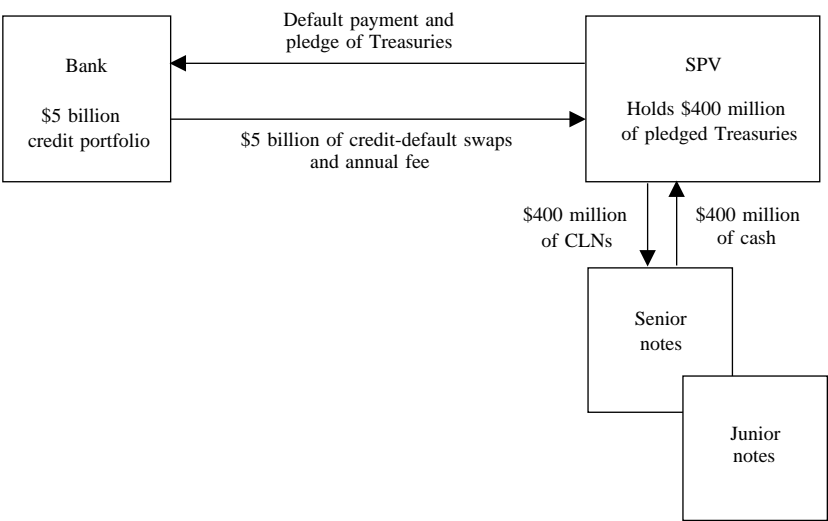 Default payment and
pledge of Treasuries
Bank
$5 billion
credit portfolio
SPV
Holds $400 million
of pledged Treasuries
$5 billion of credit-default swaps
and annual fee
$400 million
of CLNs
$400 million
of cash
Senior
notes
Junior
notes